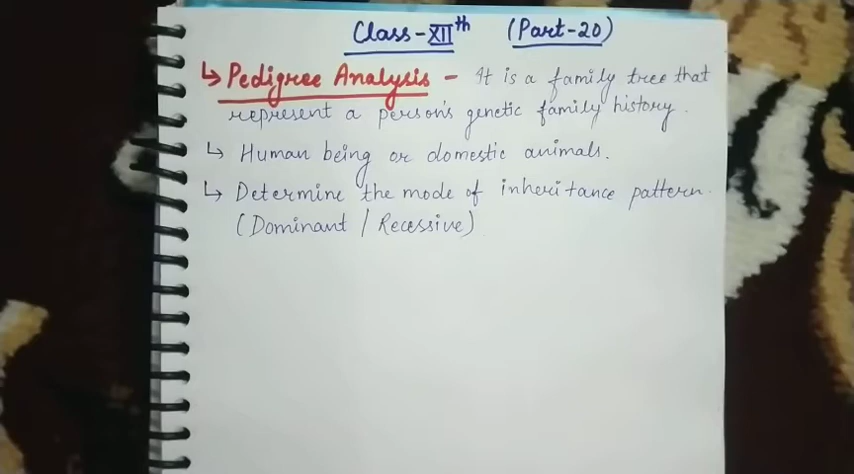 Class-XIIth (Part-20)
↳ Pedigree Analysis - It is a family tree that
represent a person's genetic family history.
↳ Human being or domestic animals.
↳ Determine the mode of inheritance pattern.
(Dominant / Recessive)